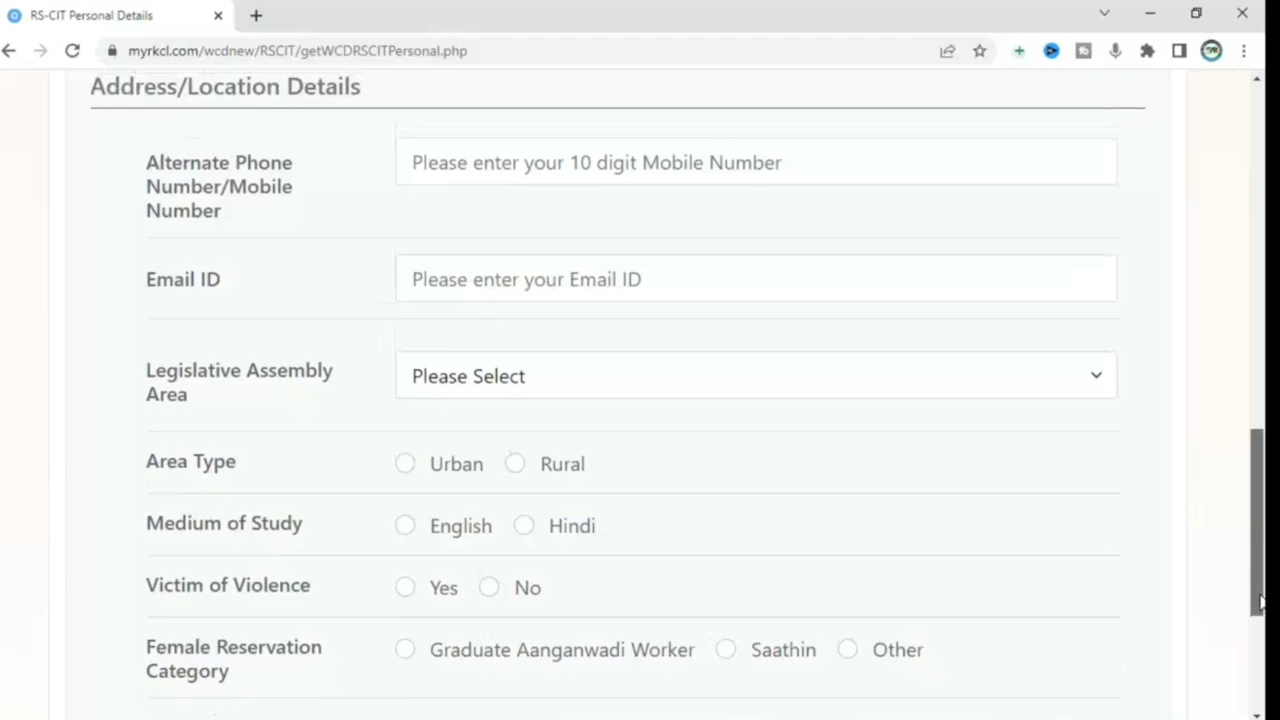 RS-CIT Personal Details
myrkcl.com/wcdnew/RSCIT/getWCDRSCITPersonal.php
Address/Location Details
Alternate Phone
Number/Mobile
Number
Please enter your 10 digit Mobile Number
Email ID
Please enter your Email ID
Legislative Assembly
Area
Please Select
Area Type
Urban
Rural
Medium of Study
English
Hindi
Victim of Violence
Yes
No
Female Reservation
Category
Graduate Aanganwadi Worker
Saathin
Other